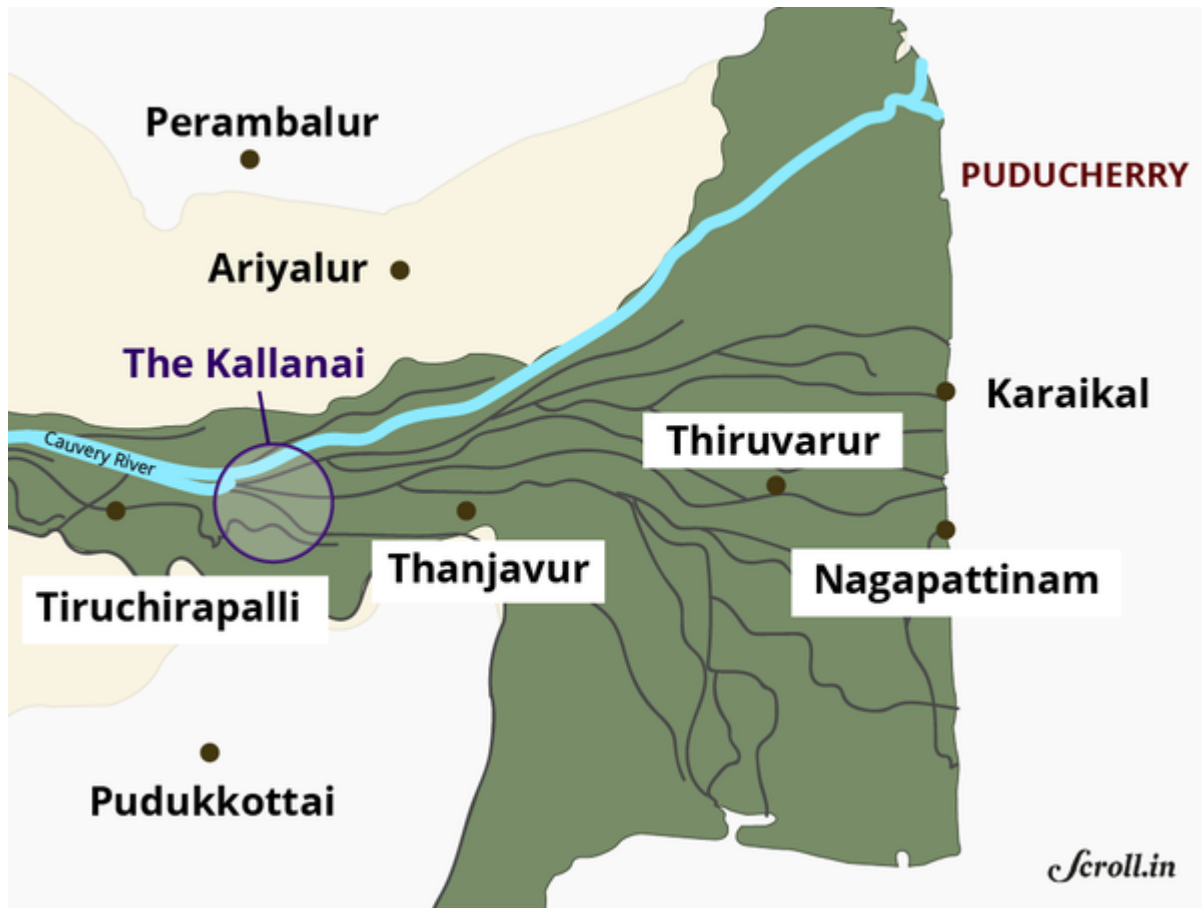 Perambalur
PUDUCHERRY
Ariyalur
The Kallanai
Karaikal
Cauvery River
Thiruvarur
Thanjavur
Nagapattinam
Tiruchirapalli
Pudukkottai
Scroll.in